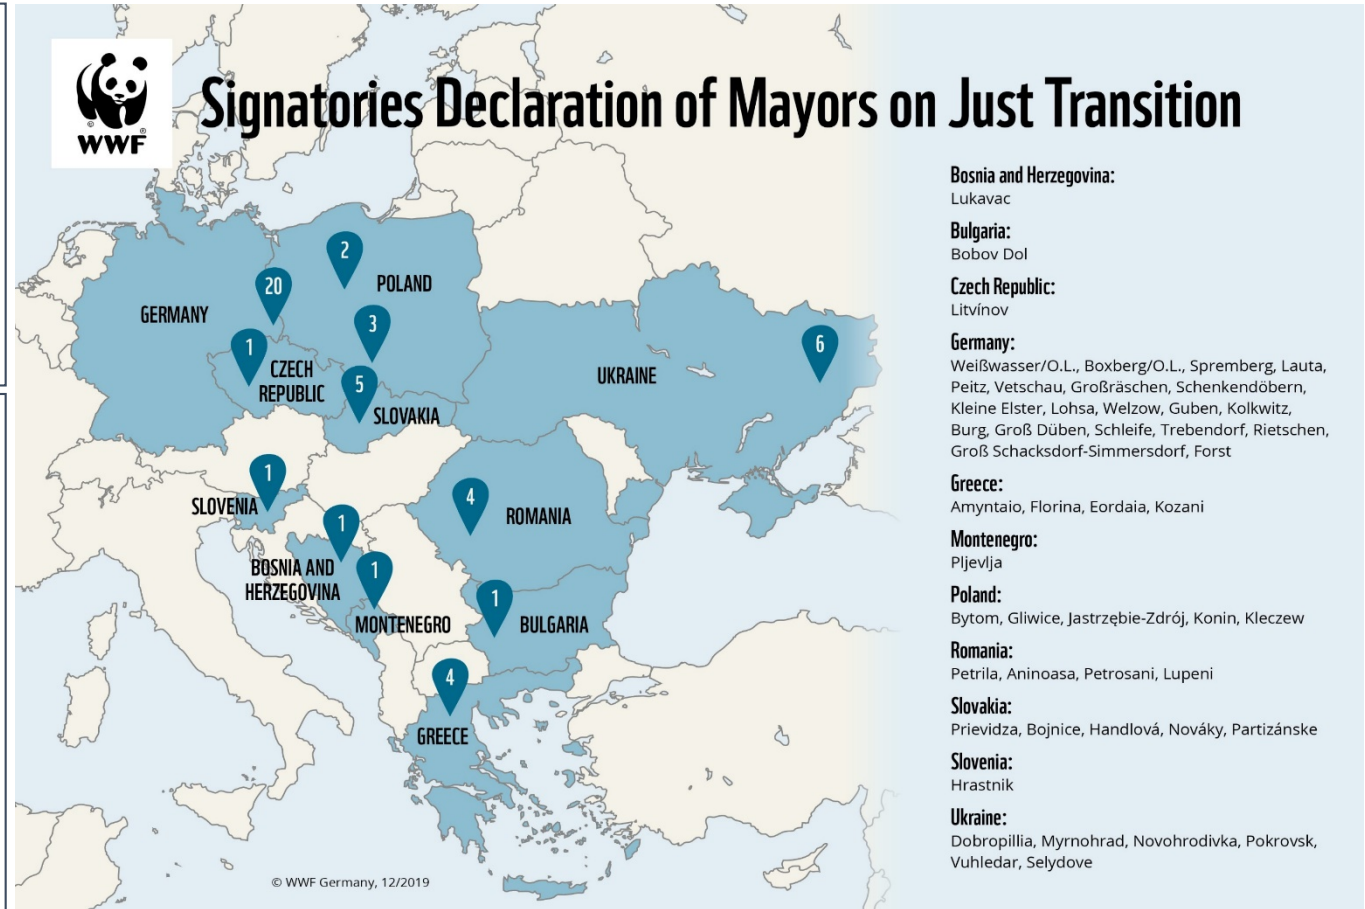 WWF
Signatories Declaration of Mayors on Just Transition
2
POLAND
20
GERMANY
3
1
CZECH
REPUBLIC
5
SLOVAKIA
UKRAINE
6
1
SLOVENIA
4
ROMANIA
1
BOSNIA AND
HERZEGOVINA
1
MONTENEGRO
1
BULGARIA
4
GREECE
© WWF Germany, 12/2019
Bosnia and Herzegovina:
Lukavac
Bulgaria:
Bobov Dol
Czech Republic:
Litvínov
Germany:
Weißwasser/O.L., Boxberg/O.L., Spremberg, Lauta,
Peitz, Vetschau, Großräschen, Schenkendöbern,
Kleine Elster, Lohsa, Welzow, Guben, Kolkwitz,
Burg, Groß Düben, Schleife, Trebendorf, Rietschen,
Groß Schacksdorf-Simmersdorf, Forst
Greece:
Amyntaio, Florina, Eordaia, Kozani
Montenegro:
Pljevlja
Poland:
Bytom, Gliwice, Jastrzębie-Zdrój, Konin, Kleczew
Romania:
Petrila, Aninoasa, Petrosani, Lupeni
Slovakia:
Prievidza, Bojnice, Handlová, Nováky, Partizánske
Slovenia:
Hrastnik
Ukraine:
Dobropillia, Myrnohrad, Novohrodivka, Pokrovsk,
Vuhledar, Selydove